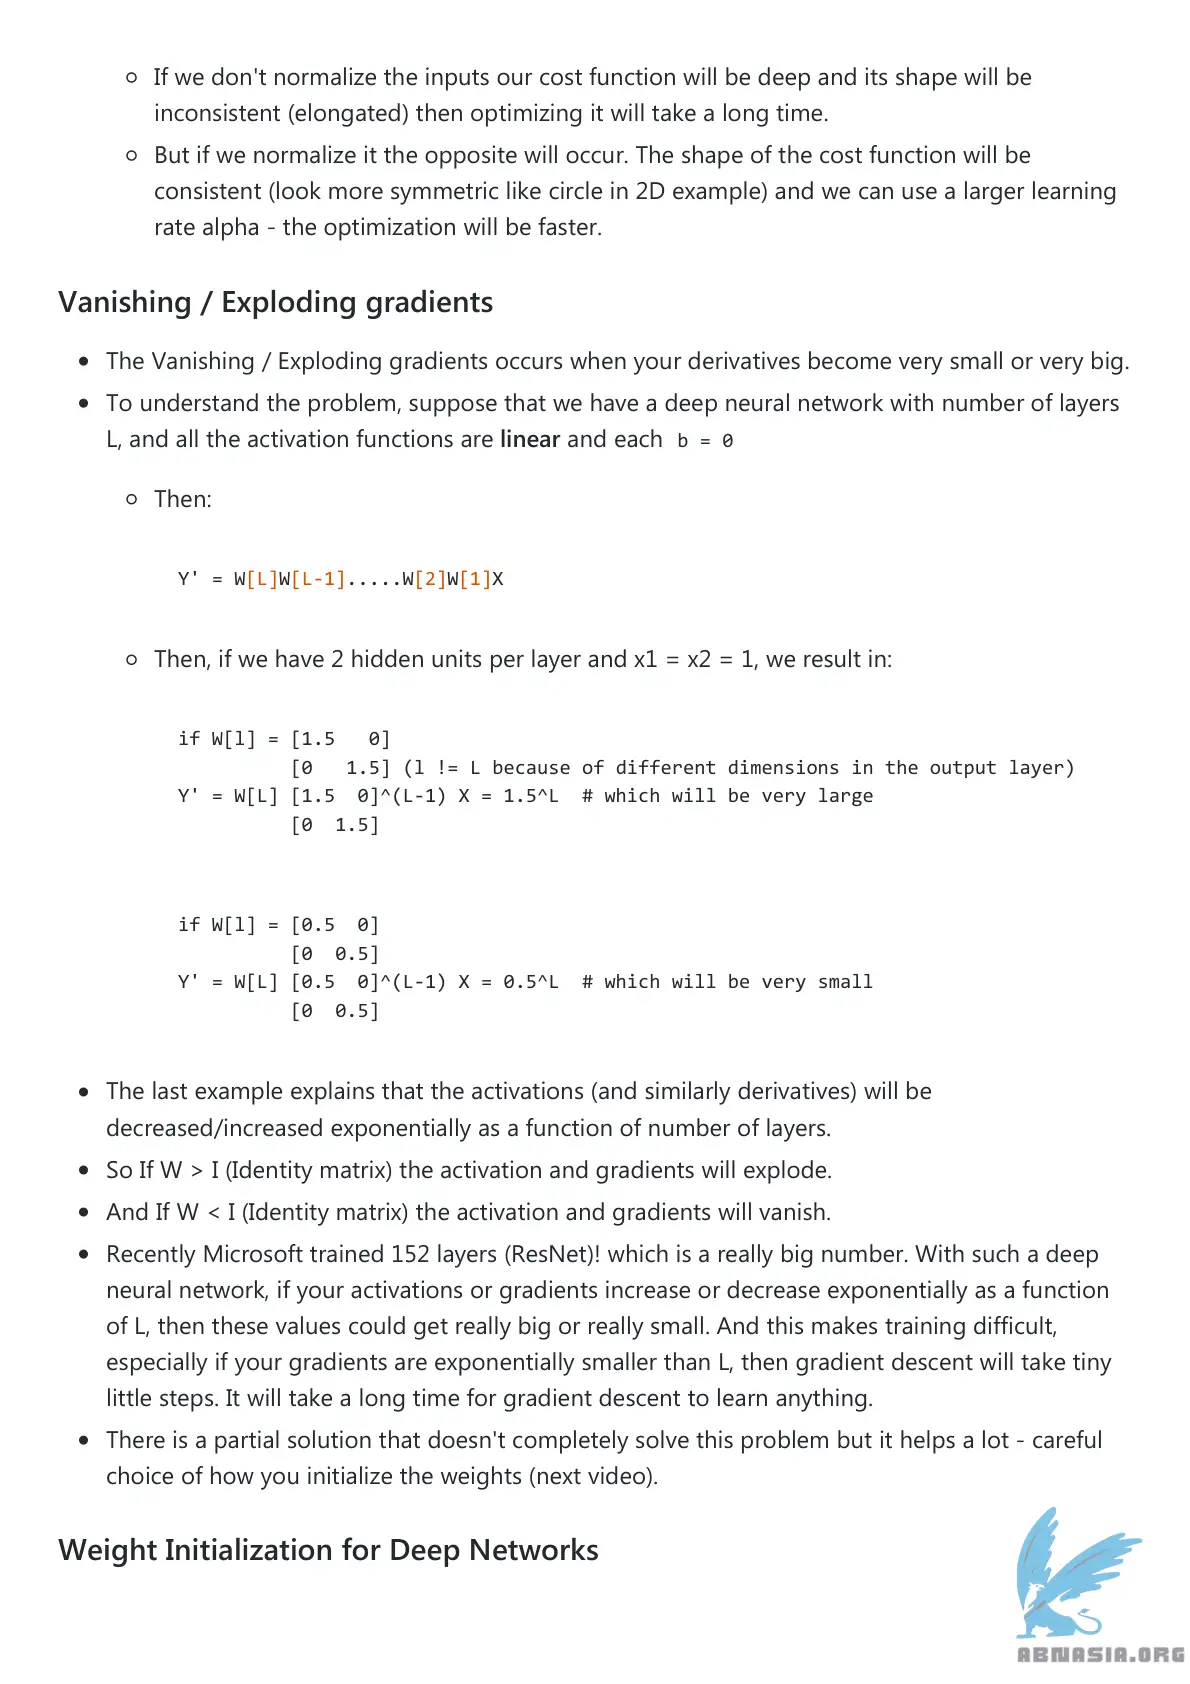 If we don't normalize the inputs our cost function will be deep and its shape will be
inconsistent (elongated) then optimizing it will take a long time.
But if we normalize it the opposite will occur. The shape of the cost function will be
consistent (look more symmetric like circle in 2D example) and we can use a larger learning
rate alpha - the optimization will be faster.
Vanishing / Exploding gradients
The Vanishing / Exploding gradients occurs when your derivatives become very small or very big.
To understand the problem, suppose that we have a deep neural network with number of layers
L, and all the activation functions are linear and each b = 0
Then:
Y' = W[L]W[L-1].....W[2]W[1]X
Then, if we have 2 hidden units per layer and x1 = x2 = 1, we result in:
if W[l] = [1.5   0]
[0   1.5] (l != L because of different dimensions in the output layer)
Y' = W[L] [1.5  0]^(L-1) X = 1.5^L  # which will be very large
[0  1.5]
if W[l] = [0.5  0]
[0  0.5]
Y' = W[L] [0.5  0]^(L-1) X = 0.5^L  # which will be very small
[0  0.5]
The last example explains that the activations (and similarly derivatives) will be
decreased/increased exponentially as a function of number of layers.
So If W > I (Identity matrix) the activation and gradients will explode.
And If W < I (Identity matrix) the activation and gradients will vanish.
Recently Microsoft trained 152 layers (ResNet)! which is a really big number. With such a deep
neural network, if your activations or gradients increase or decrease exponentially as a function
of L, then these values could get really big or really small. And this makes training difficult,
especially if your gradients are exponentially smaller than L, then gradient descent will take tiny
little steps. It will take a long time for gradient descent to learn anything.
There is a partial solution that doesn't completely solve this problem but it helps a lot - careful
choice of how you initialize the weights (next video).
Weight Initialization for Deep Networks
ABNASIA.ORG